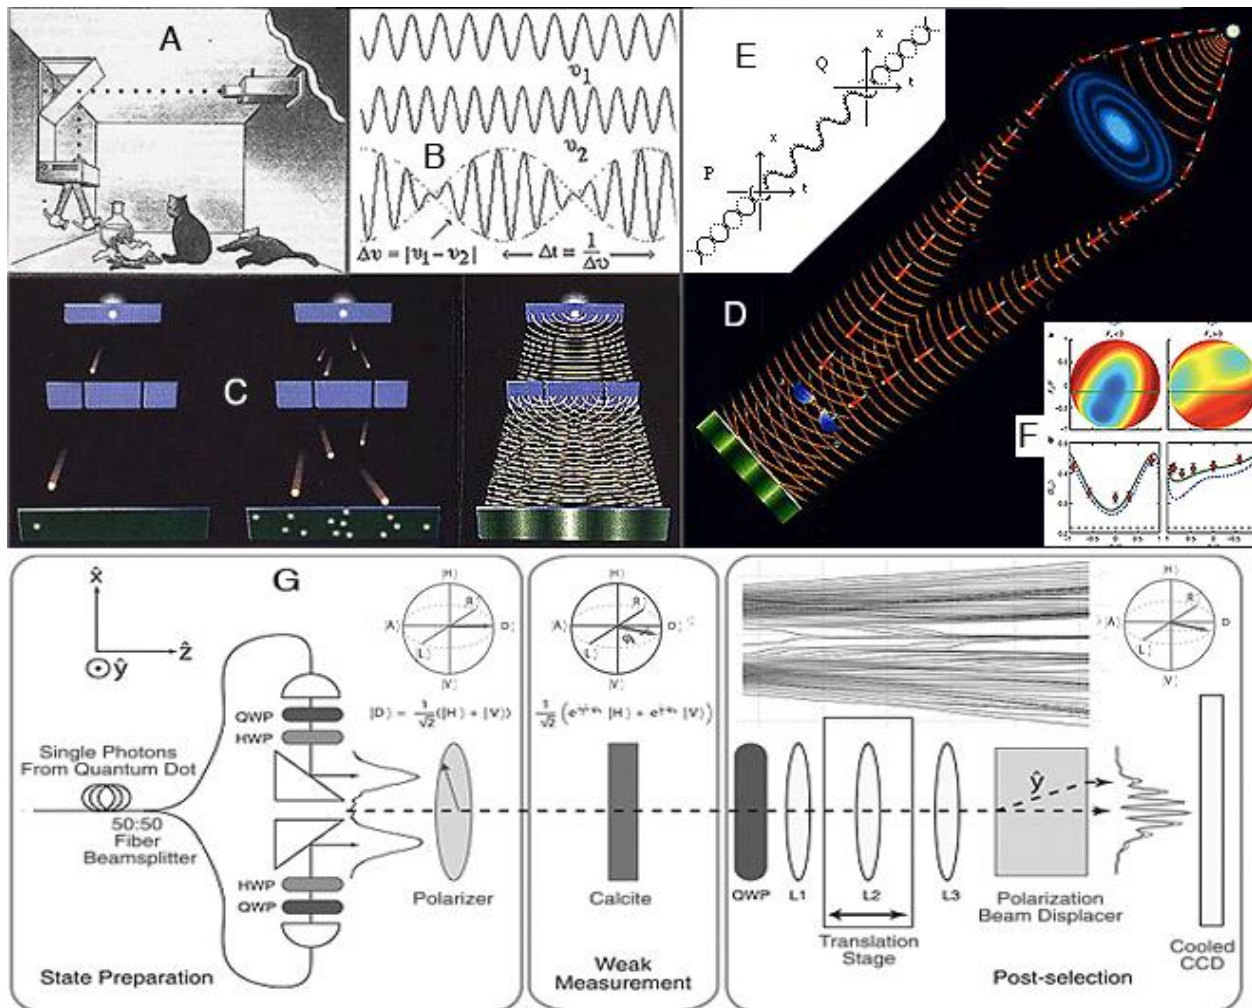 A
ν₁
ν₂
B
Δν = |ν₁ - ν₂|
Δt = 1/Δν
C
E
x
Q
t
x
P
t
D
F
G
x̂
ẑ
ŷ
QWP
HWP
Single Photons
From Quantum Dot
50:50
Fiber
Beamsplitter
HWP
QWP
State Preparation
|H⟩
|R⟩
|A⟩
|D⟩
|L⟩
|V⟩
|D⟩ = 1/√2 (|H⟩ + |V⟩)
Polarizer
|H⟩
|R⟩
|A⟩
|D⟩
|L⟩
|V⟩
Calcite
Weak
Measurement
|H⟩
|R⟩
D
|L⟩
|V⟩
QWP
L1
L2
L3
Translation
Stage
ŷ
Polarization
Beam Displacer
Cooled
CCD
Post-selection